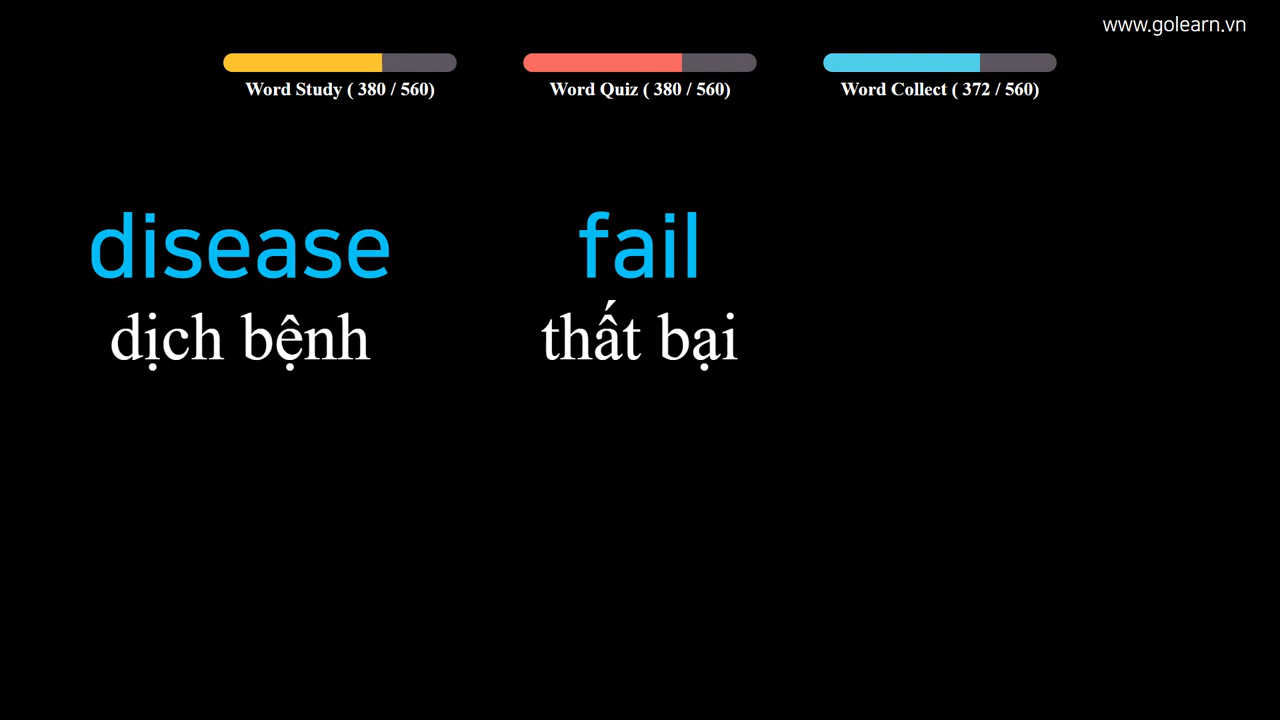 www.golearn.vn
Word Study ( 380 / 560)
Word Quiz ( 380 / 560)
Word Collect ( 372 / 560)
disease
dịch bệnh
fail
thất bại